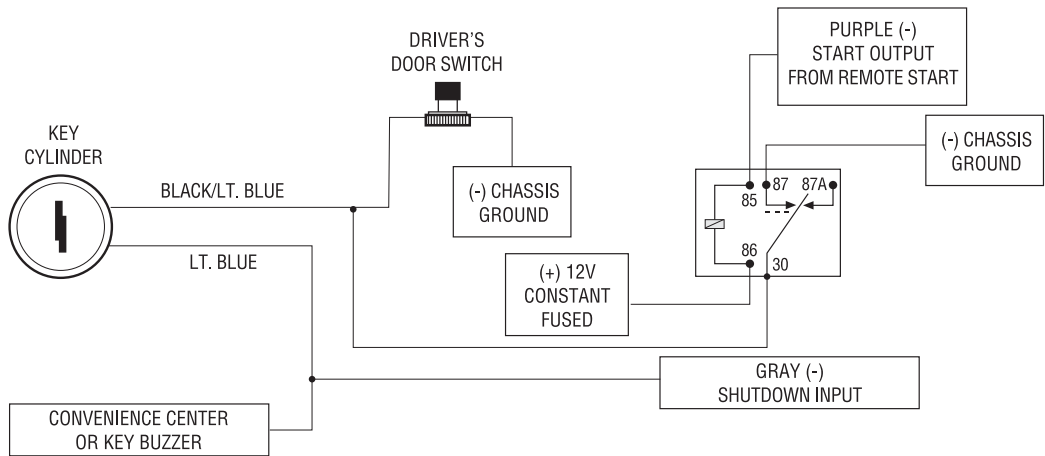 PURPLE (-)
START OUTPUT
FROM REMOTE START
DRIVER'S
DOOR SWITCH
KEY
CYLINDER
(-) CHASSIS
GROUND
BLACK/LT. BLUE
(-) CHASSIS
GROUND
87
87A
85
LT. BLUE
86
30
(+) 12V
CONSTANT
FUSED
GRAY (-)
SHUTDOWN INPUT
CONVENIENCE CENTER
OR KEY BUZZER